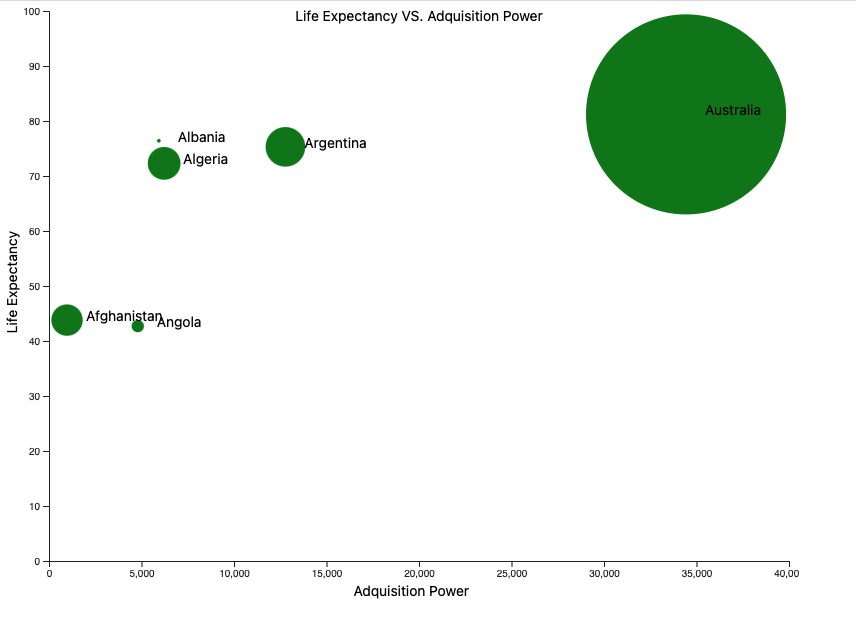 Life Expectancy VS. Adquisition Power
100
90
80
70
60
50
40
30
20
10
0
Life Expectancy
Albania
Algeria
Argentina
Australia
Afghanistan
Angola
0
5,000
10,000
15,000
20,000
25,000
30,000
35,000
40,00
Adquisition Power